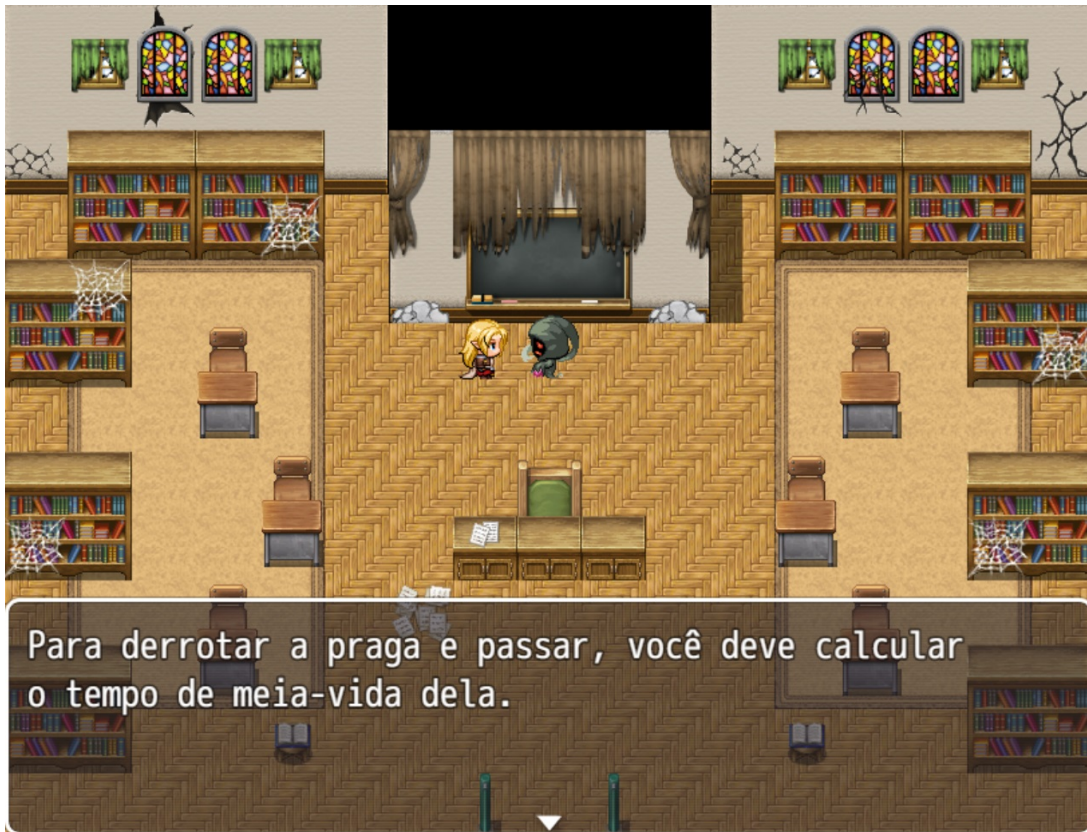 Para derrotar a praga e passar, você deve calcular
o tempo de meia-vida dela.